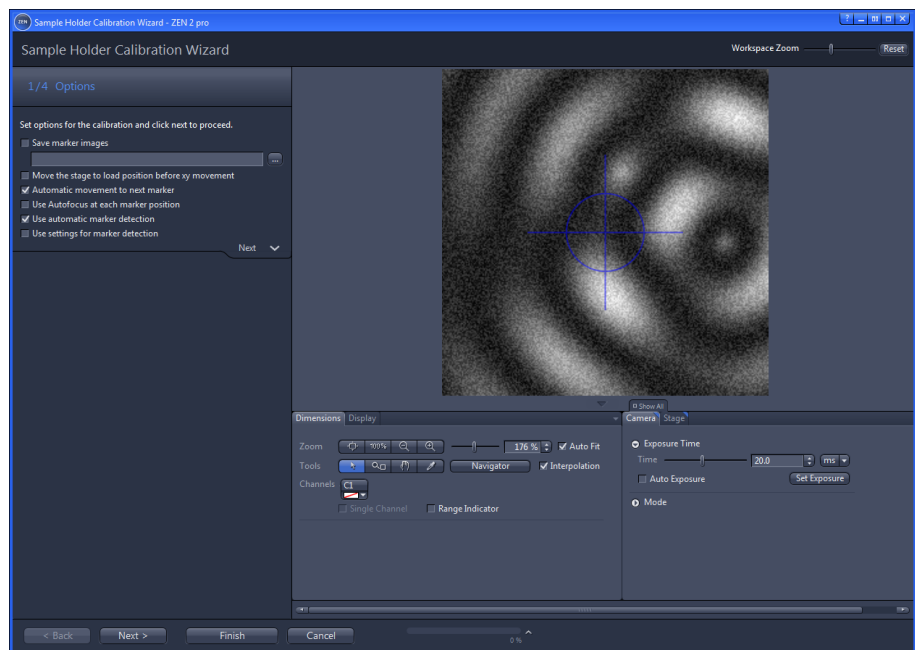 ZEN Sample Holder Calibration Wizard - ZEN 2 pro
Sample Holder Calibration Wizard
Workspace Zoom Reset
1/4 Options
Set options for the calibration and click next to proceed.
Save marker images
...
Move the stage to load position before xy movement
Automatic movement to next marker
Use Autofocus at each marker position
Use automatic marker detection
Use settings for marker detection
Next
Show All
Dimensions Display
Camera Stage
Zoom 100% 176 % Auto Fit
Tools Navigator Interpolation
Channels C1
Single Channel Range Indicator
Exposure Time
Time 20.0 ms
Auto Exposure Set Exposure
Mode
< Back Next > Finish Cancel 0 %